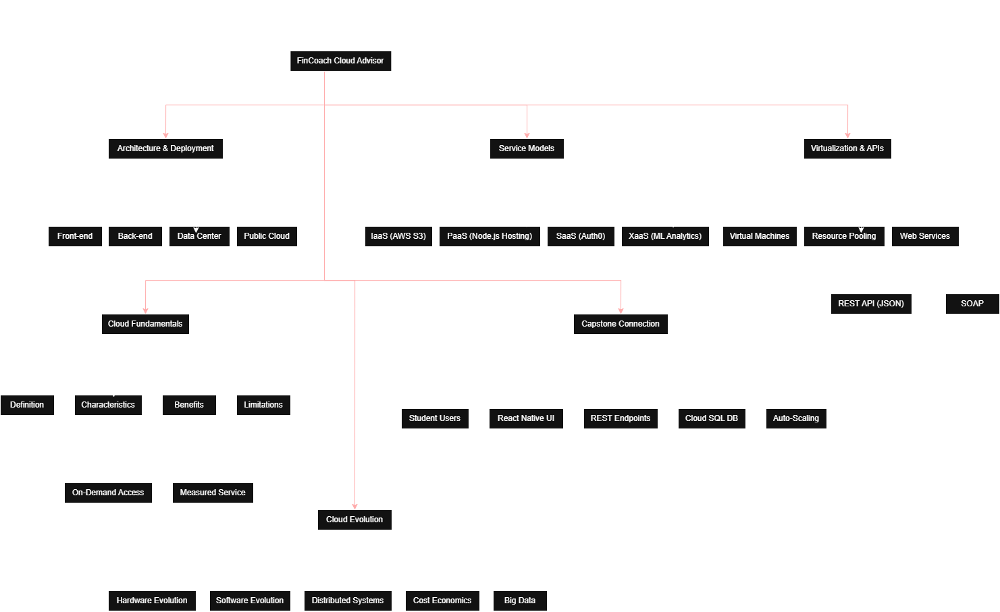 FinCoach Cloud Advisor
Architecture & Deployment
Service Models
Virtualization & APIs
Front-end
Back-end
Data Center
Public Cloud
IaaS (AWS S3)
PaaS (Node.js Hosting)
SaaS (Auth0)
XaaS (ML Analytics)
Virtual Machines
Resource Pooling
Web Services
REST API (JSON)
SOAP
Cloud Fundamentals
Capstone Connection
Definition
Characteristics
Benefits
Limitations
Student Users
React Native UI
REST Endpoints
Cloud SQL DB
Auto-Scaling
On-Demand Access
Measured Service
Cloud Evolution
Hardware Evolution
Software Evolution
Distributed Systems
Cost Economics
Big Data